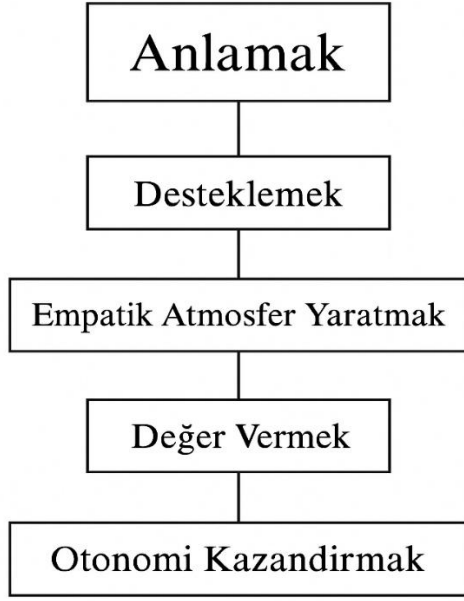 Anlamak
Desteklemek
Empatik Atmosfer Yaratmak
Değer Vermek
Otonomi Kazandirmak